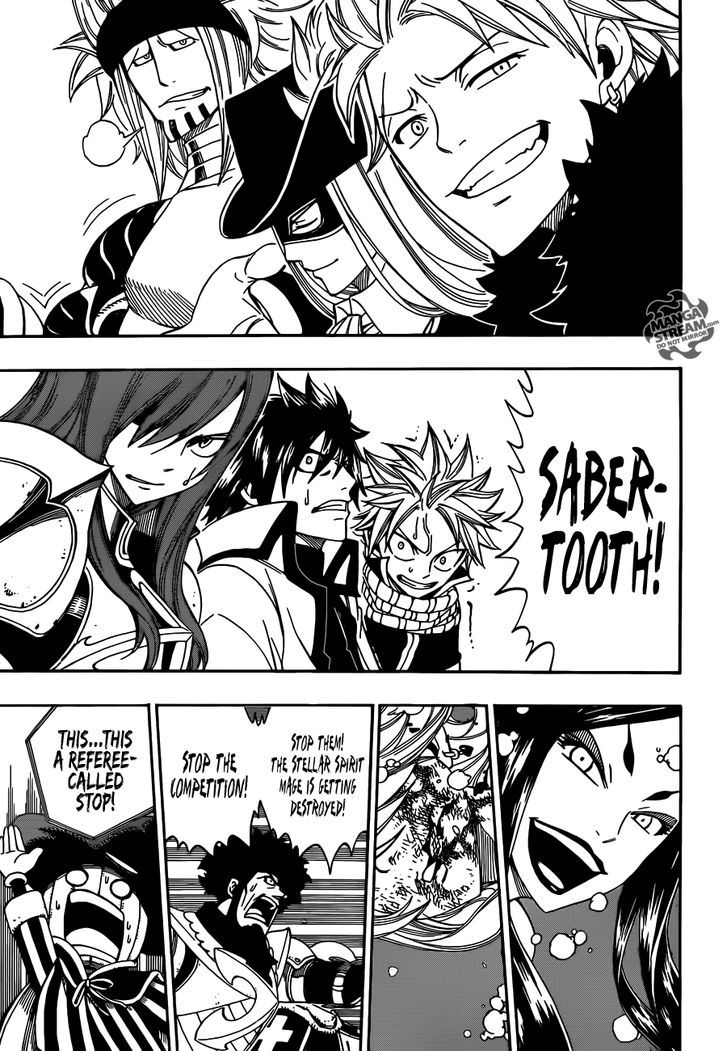 MANGA
STREAM.com
DO NOT MIRROR
SABER-
TOOTH!
STOP THEM!
THE STELLAR SPIRIT
MAGE IS GETTING
DESTROYED!
STOP THE
COMPETITION!
THIS...THIS
A REFEREE-
CALLED
STOP!